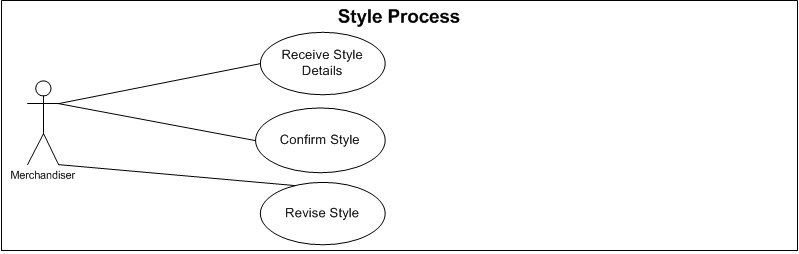 Style Process
Receive Style
Details
Confirm Style
Merchandiser
Revise Style